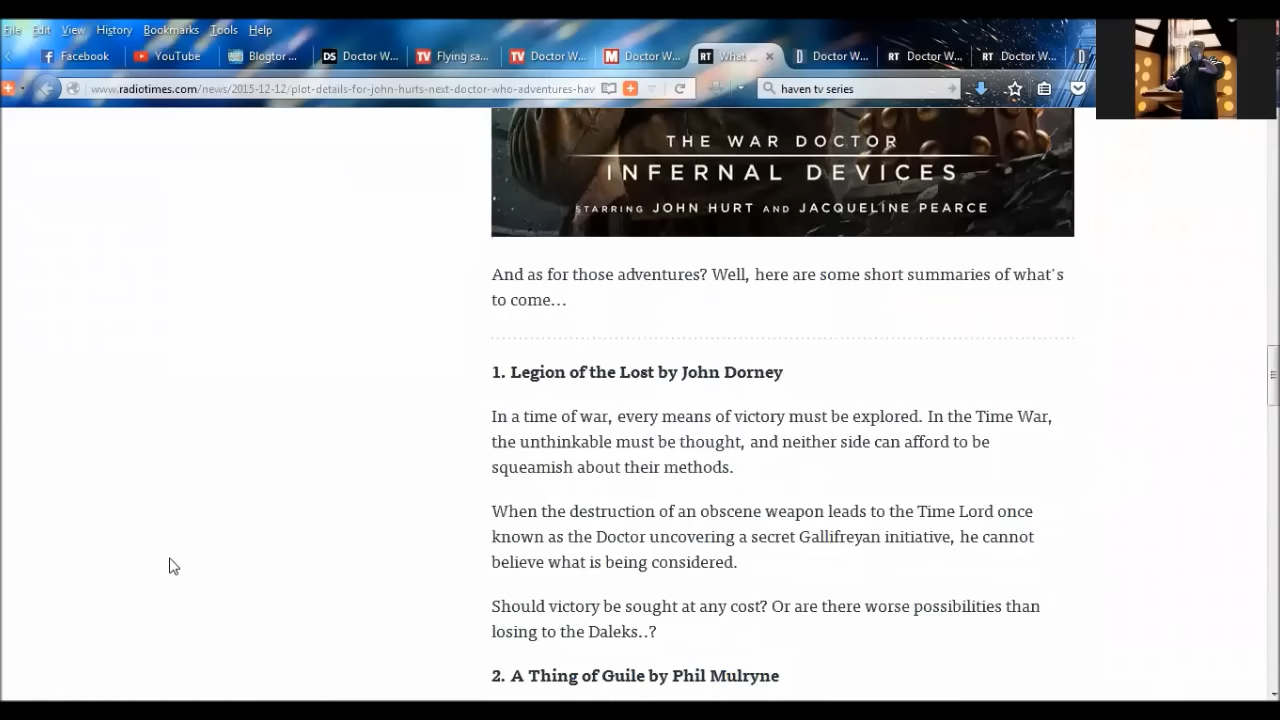 File Edit View History Bookmarks Tools Help
Facebook YouTube Blogtor ... DS Doctor W... TV Flying sa... TV Doctor W... M Doctor W... RT What ... Doctor W... RT Doctor W... RT Doctor W...
www.radiotimes.com/news/2015-12-12/plot-details-for-john-hurts-next-doctor-who-adventures-hav
haven tv series
THE WAR DOCTOR
INFERNAL DEVICES
STARRING JOHN HURT AND JACQUELINE PEARCE
And as for those adventures? Well, here are some short summaries of what's
to come...
1. Legion of the Lost by John Dorney
In a time of war, every means of victory must be explored. In the Time War,
the unthinkable must be thought, and neither side can afford to be
squeamish about their methods.
When the destruction of an obscene weapon leads to the Time Lord once
known as the Doctor uncovering a secret Gallifreyan initiative, he cannot
believe what is being considered.
Should victory be sought at any cost? Or are there worse possibilities than
losing to the Daleks..?
2. A Thing of Guile by Phil Mulryne